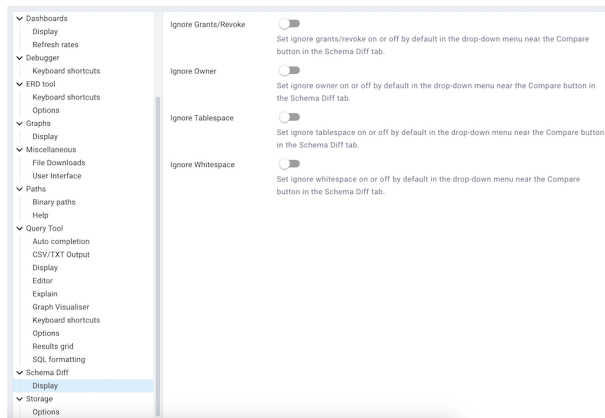 Dashboards
Display
Refresh rates
Debugger
Keyboard shortcuts
ERD tool
Keyboard shortcuts
Options
Graphs
Display
Miscellaneous
File Downloads
User Interface
Paths
Binary paths
Help
Query Tool
Auto completion
CSV/TXT Output
Display
Editor
Explain
Graph Visualiser
Keyboard shortcuts
Options
Results grid
SQL formatting
Schema Diff
Display
Storage
Options
Ignore Grants/Revoke
Set ignore grants/revoke on or off by default in the drop-down menu near the Compare
button in the Schema Diff tab.
Ignore Owner
Set ignore owner on or off by default in the drop-down menu near the Compare button in
the Schema Diff tab.
Ignore Tablespace
Set ignore tablespace on or off by default in the drop-down menu near the Compare button
in the Schema Diff tab.
Ignore Whitespace
Set ignore whitespace on or off by default in the drop-down menu near the Compare
button in the Schema Diff tab.